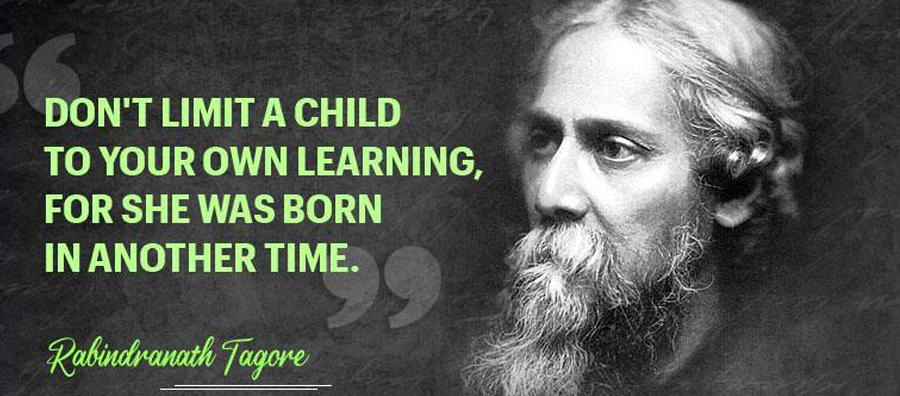 DON'T LIMIT A CHILD
TO YOUR OWN LEARNING,
FOR SHE WAS BORN
IN ANOTHER TIME.
Rabindranath Tagore